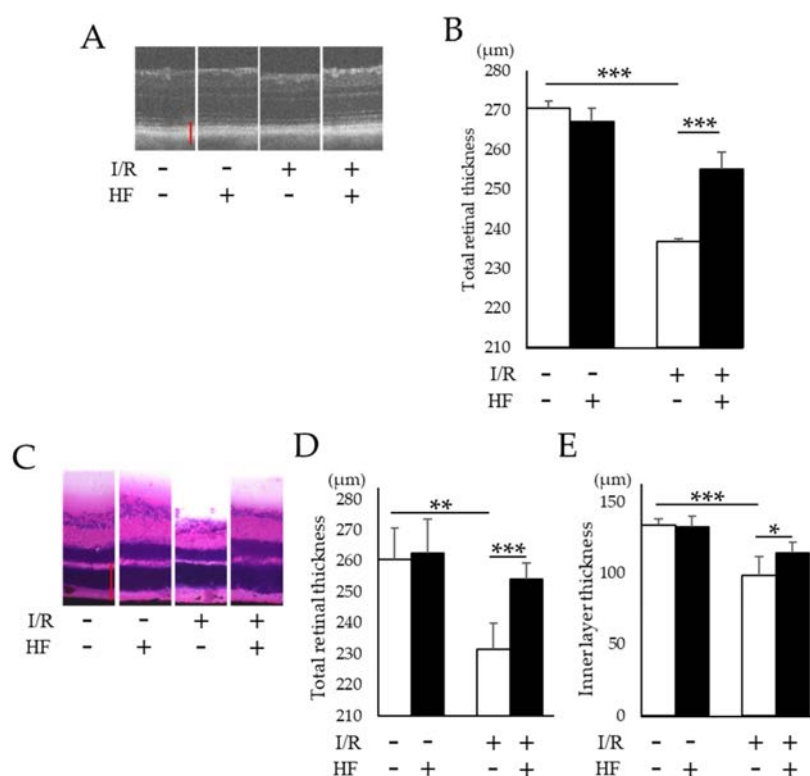 A
I/R - - + +
HF - + - +
B
(μm)
Total retinal thickness
280
270
260
250
240
230
220
210
***
***
I/R - - + +
HF - + - +
C
I/R - - + +
HF - + - +
D
(μm)
Total retinal thickness
280
270
260
250
240
230
220
210
**
***
I/R - - + +
HF - + - +
E
(μm)
Inner layer thickness
150
100
50
0
***
*
I/R - - + +
HF - + - +